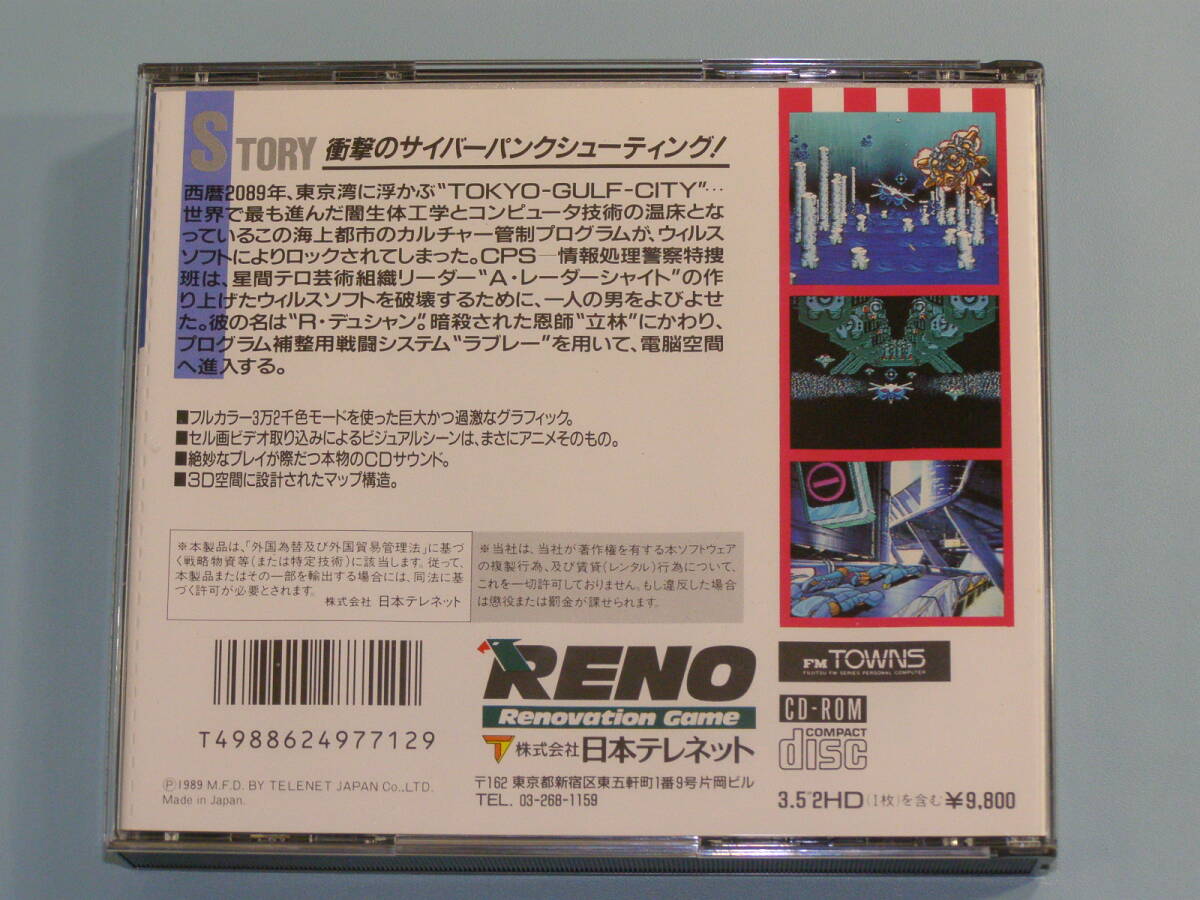 STORY 衝撃のサイバーパンクシューティング!
西暦2089年、東京湾に浮かぶ“TOKYO-GULF-CITY”…
世界で最も進んだ闇生体工学とコンピュータ技術の温床とな
っているこの海上都市のカルチャー管制プログラムが、ウィルス
ソフトによりロックされてしまった。CPS—情報処理警察特捜
班は、星間テロ芸術組織リーダー“A・レーダーシャイト”の作
り上げたウィルスソフトを破壊するために、一人の男をよびよせ
た。彼の名は“R・デュシャン”。暗殺された恩師“立林”にかわり、
プログラム補整用戦闘システム“ラブレー”を用いて、電脳空間
へ進入する。
■フルカラー3万2千色モードを使った巨大かつ過激なグラフィック。
■セル画ビデオ取り込みによるビジュアルシーンは、まさにアニメそのもの。
■絶妙なプレイが際だつ本物のCDサウンド。
■3D空間に設計されたマップ構造。
※本製品は、「外国為替及び外国貿易管理法」に基づ
く戦略物資等(または特定技術)に該当します。従って、
本製品またはその一部を輸出する場合には、同法に基
づく許可が必要とされます。
株式会社 日本テレネット
※当社は、当社が著作権を有する本ソフトウェア
の複製行為、及び賃貸(レンタル)行為について、
これを一切許可しておりません。もし違反した場合
は懲役または罰金が課せられます。
T4988624977129
Ⓟ1989 M.F.D. BY TELENET JAPAN Co.,LTD.
Made in Japan.
RENO
Renovation Game
株式会社 日本テレネット
〒162 東京都新宿区東五軒町1番9号片岡ビル
TEL. 03-268-1159
FM TOWNS
FUJITSU FM SERIES PERSONAL COMPUTER
CD-ROM
COMPACT
disc
3.5"2HD(1枚)を含む ¥9,800